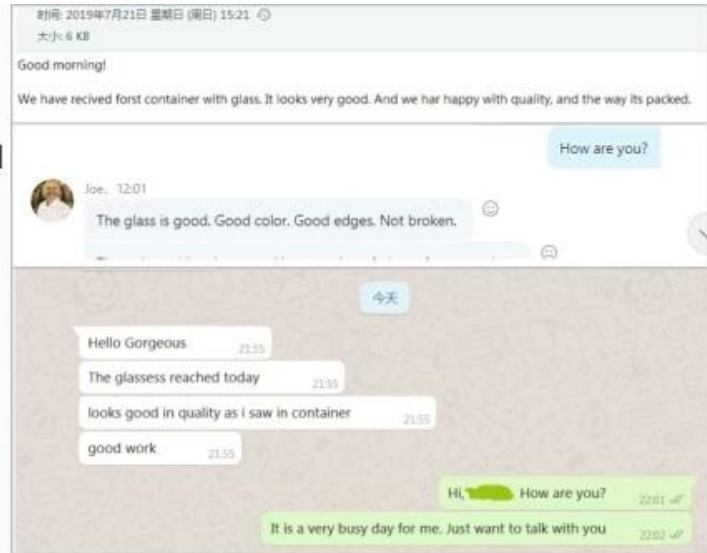 时间: 2019年7月21日 星期日 (周日) 15:21
大小: 6 KB
Good morning!
We have recived forst container with glass. It looks very good. And we har happy with quality, and the way its packed.
How are you?
Joe, 12:01
The glass is good. Good color. Good edges. Not broken.
今天
Hello Gorgeous 21:55
The glassess reached today 21:55
looks good in quality as i saw in container 21:55
good work 21:55
Hi, How are you? 22:01
It is a very busy day for me. Just want to talk with you 22:02